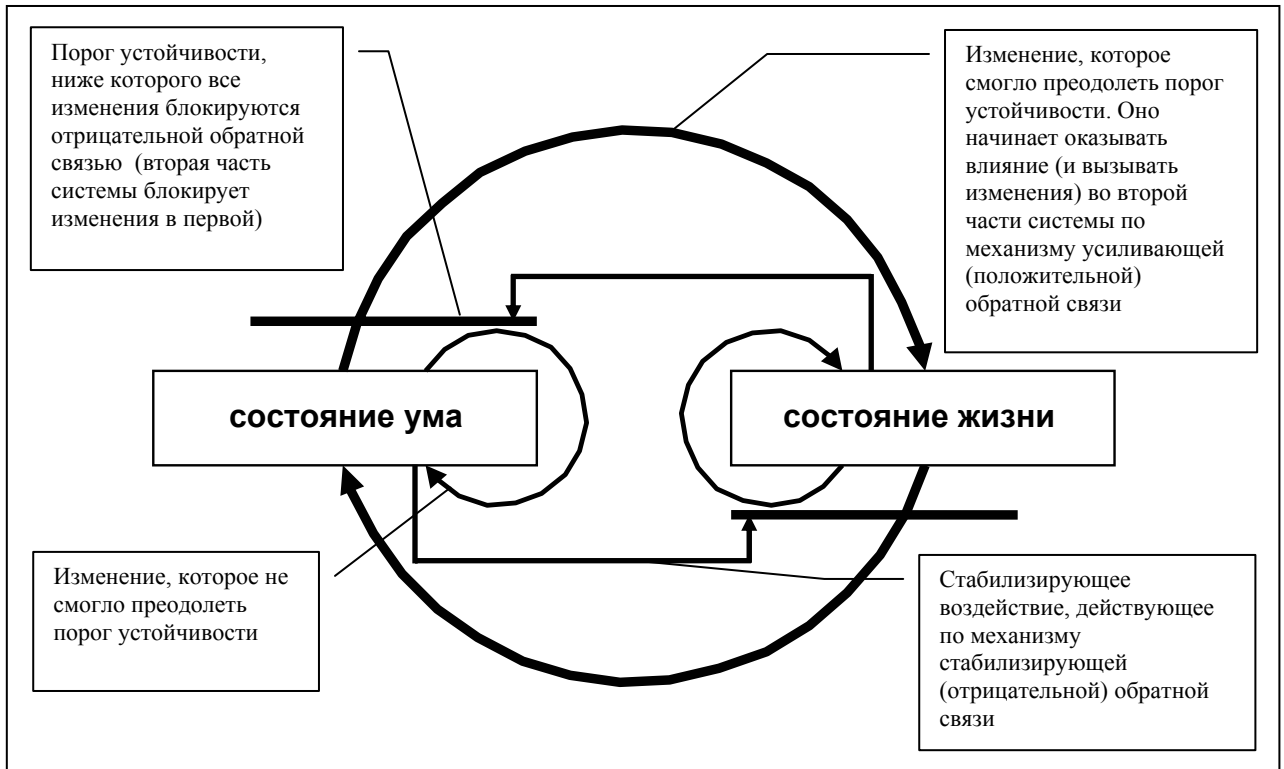 Порог устойчивости,
ниже которого все
изменения блокируются
отрицательной обратной
связью (вторая часть
системы блокирует
изменения в первой)
Изменение, которое
смогло преодолеть порог
устойчивости. Оно
начинает оказывать
влияние (и вызывать
изменения) во второй
части системы по
механизму усиливающей
(положительной)
обратной связи
состояние ума
состояние жизни
Изменение, которое не
смогло преодолеть
порог устойчивости
Стабилизирующее
воздействие, действующее
по механизму
стабилизирующей
(отрицательной) обратной
связи